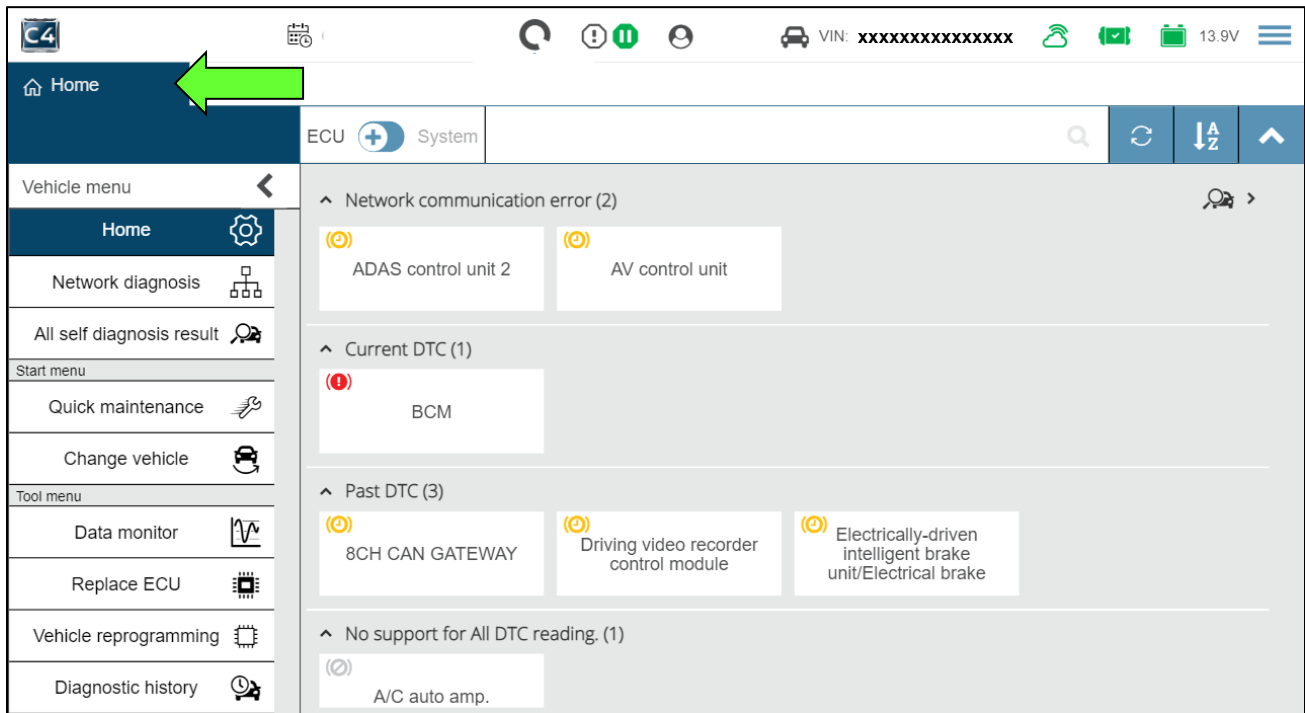 C4
VIN: xxxxxxxxxxxxxxx
13.9V
Home
ECU
System
A
Z
Vehicle menu
Home
Network diagnosis
All self diagnosis result
Start menu
Quick maintenance
Change vehicle
Tool menu
Data monitor
Replace ECU
Vehicle reprogramming
Diagnostic history
Network communication error (2)
ADAS control unit 2
AV control unit
Current DTC (1)
BCM
Past DTC (3)
8CH CAN GATEWAY
Driving video recorder
control module
Electrically-driven
intelligent brake
unit/Electrical brake
No support for All DTC reading. (1)
A/C auto amp.